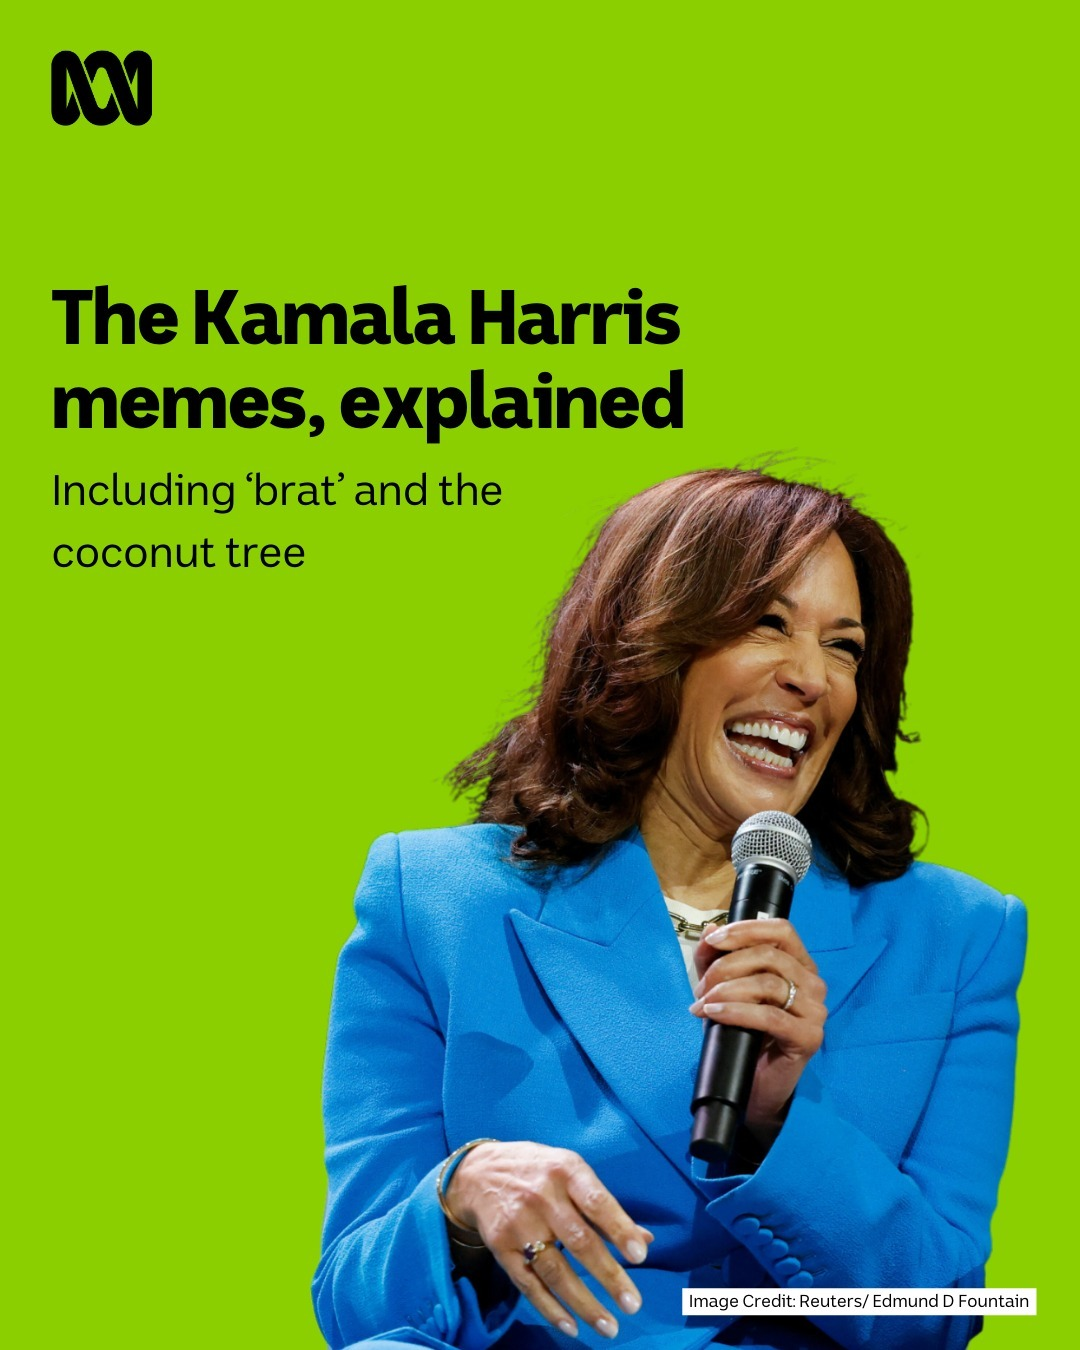 The Kamala Harris
memes, explained
Including ‘brat’ and the
coconut tree
Image Credit: Reuters/ Edmund D Fountain